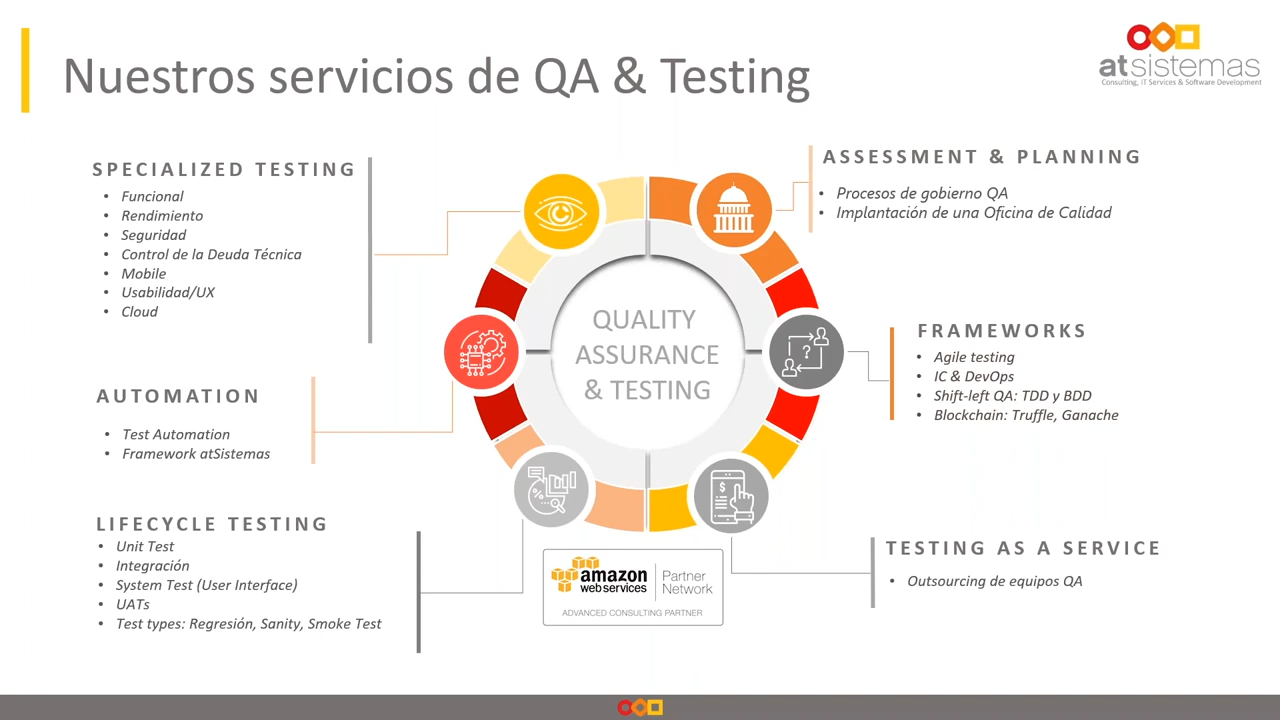 Nuestros servicios de QA & Testing
atsistemas
Consulting, IT Services & Software Development
SPECIALIZED TESTING
• Funcional
• Rendimiento
• Seguridad
• Control de la Deuda Técnica
• Mobile
• Usabilidad/UX
• Cloud
AUTOMATION
• Test Automation
• Framework atSistemas
LIFECYCLE TESTING
• Unit Test
• Integración
• System Test (User Interface)
• UATs
• Test types: Regresión, Sanity, Smoke Test
QUALITY
ASSURANCE
& TESTING
?
%
$
amazon
web services
Partner
Network
ADVANCED CONSULTING PARTNER
ASSESSMENT & PLANNING
• Procesos de gobierno QA
• Implantación de una Oficina de Calidad
FRAMEWORKS
• Agile testing
• IC & DevOps
• Shift-left QA: TDD y BDD
• Blockchain: Truffle, Ganache
TESTING AS A SERVICE
• Outsourcing de equipos QA